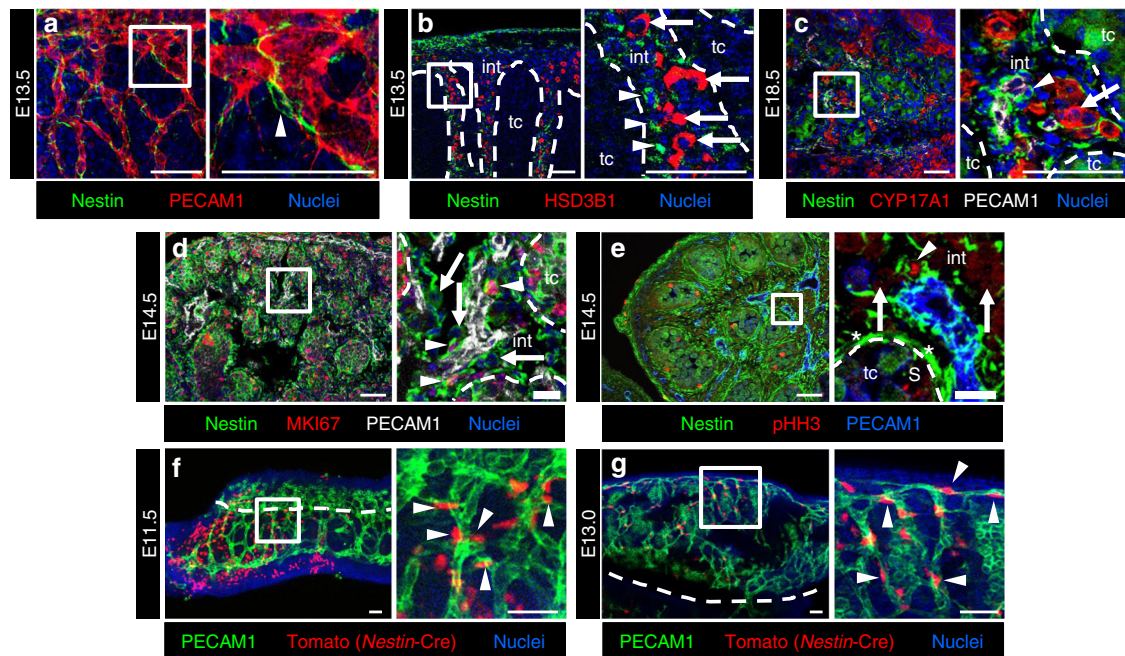 a
E13.5
Nestin PECAM1 Nuclei
b
E13.5
int
tc
int
tc
tc
Nestin HSD3B1 Nuclei
c
E18.5
tc
int
tc
tc
Nestin CYP17A1 PECAM1 Nuclei
d
E14.5
tc
int
Nestin MKI67 PECAM1 Nuclei
e
E14.5
int
* *
tc S
Nestin pHH3 PECAM1
f
E11.5
PECAM1 Tomato (Nestin-Cre) Nuclei
g
E13.0
PECAM1 Tomato (Nestin-Cre) Nuclei